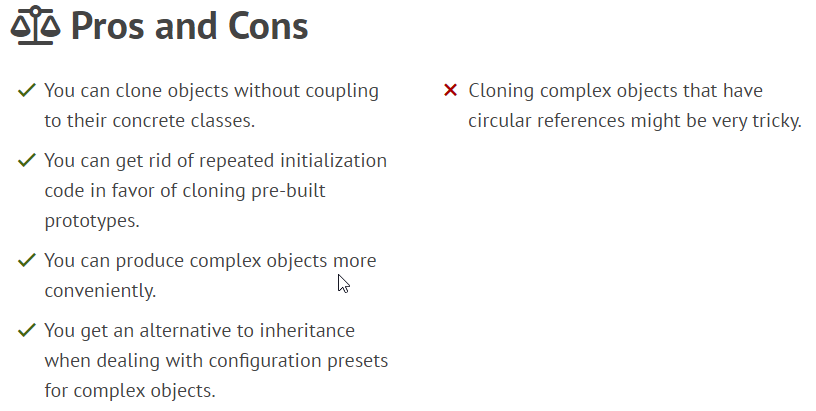 Pros and Cons
You can clone objects without coupling
to their concrete classes.
You can get rid of repeated initialization
code in favor of cloning pre-built
prototypes.
You can produce complex objects more
conveniently.
You get an alternative to inheritance
when dealing with configuration presets
for complex objects.
Cloning complex objects that have
circular references might be very tricky.